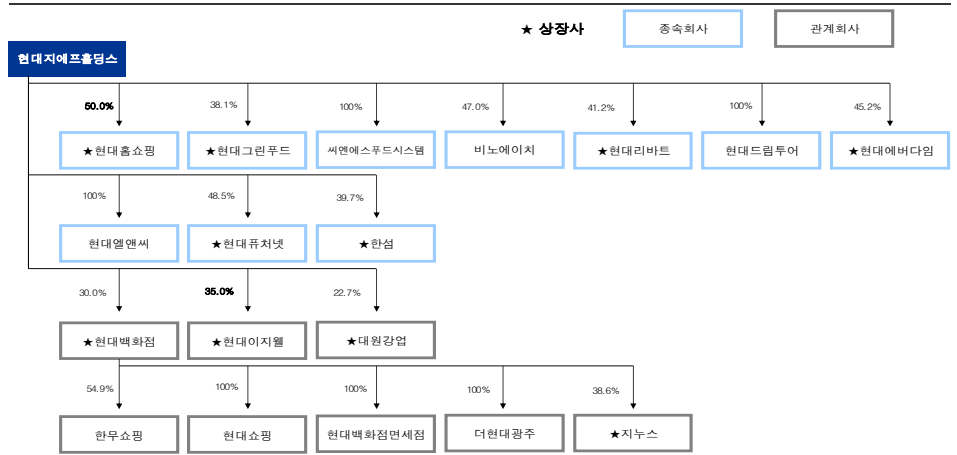 ★ 상장사
종속회사
관계회사
현대지에프홀딩스
50.0%
38.1%
100%
47.0%
41.2%
100%
45.2%
★현대홈쇼핑
★현대그린푸드
씨엔에스푸드시스템
비노에이치
★현대리바트
현대드림투어
★현대에버다임
100%
48.5%
39.7%
현대엘앤씨
★현대퓨처넷
★한섬
30.0%
35.0%
22.7%
★현대백화점
★현대이지웰
★대원강업
54.9%
100%
100%
100%
38.6%
한무쇼핑
현대쇼핑
현대백화점면세점
더현대광주
★지누스